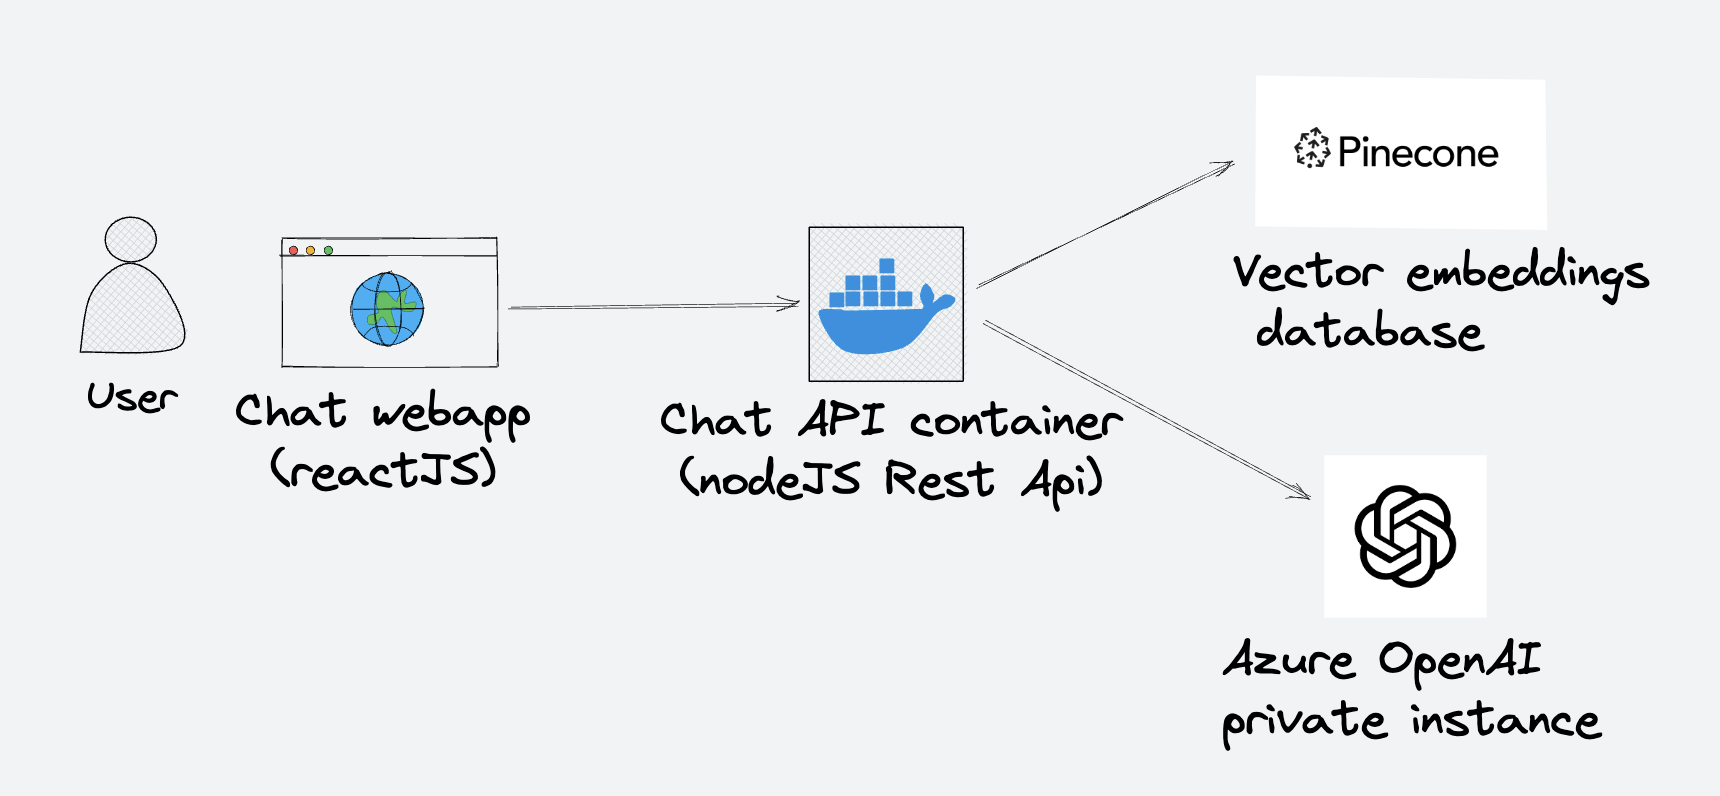 User
Chat webapp
(reactJS)
Chat API container
(nodeJS Rest Api)
Pinecone
Vector embeddings
database
Azure OpenAI
private instance